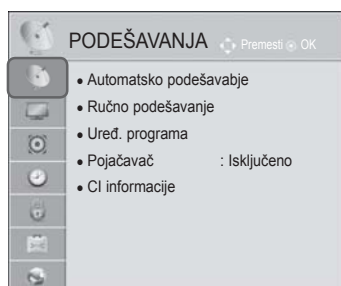 PODEŠAVANJA Premesti OK
• Automatsko podešavabje
• Ručno podešavanje
• Uređ. programa
• Pojačavač : Isključeno
• CI informacije